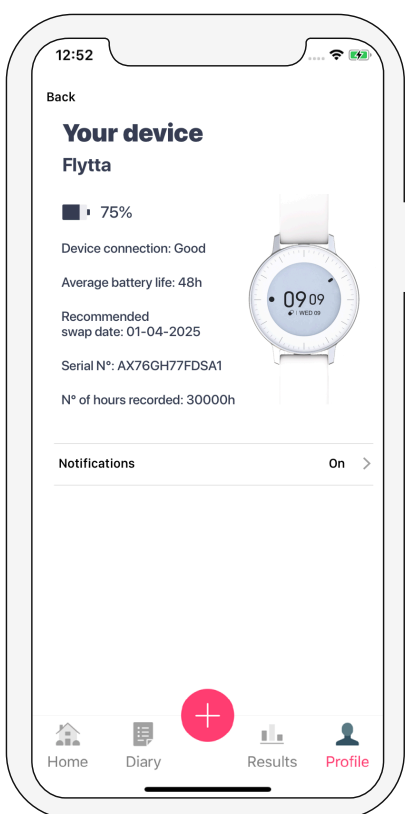 12:52
Back
Your device
Flytta
75%
Device connection: Good
Average battery life: 48h
Recommended
swap date: 01-04-2025
Serial N°: AX76GH77FDSA1
N° of hours recorded: 30000h
09 09
WED 09
Notifications On
Home Diary Results Profile